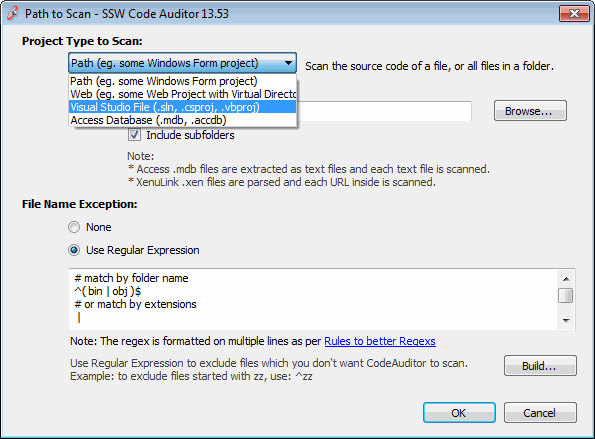 Path to Scan - SSW Code Auditor 13.53
Project Type to Scan:
Path (eg. some Windows Form project)
Scan the source code of a file, or all files in a folder.
Path (eg. some Windows Form project)
Web (eg. some Web Project with Virtual Directo
Visual Studio File (.sln, .csproj, .vbproj)
Access Database (.mdb, .accdb)
Browse...
Include subfolders
Note:
* Access .mdb files are extracted as text files and each text file is scanned.
* XenuLink .xen files are parsed and each URL inside is scanned.
File Name Exception:
None
Use Regular Expression
# match by folder name
^( bin | obj )$
# or match by extensions
|
Note: The regex is formatted on multiple lines as per Rules to better Regexs
Use Regular Expression to exclude files which you don't want CodeAuditor to scan.
Example: to exclude files started with zz, use: ^zz
Build...
OK
Cancel